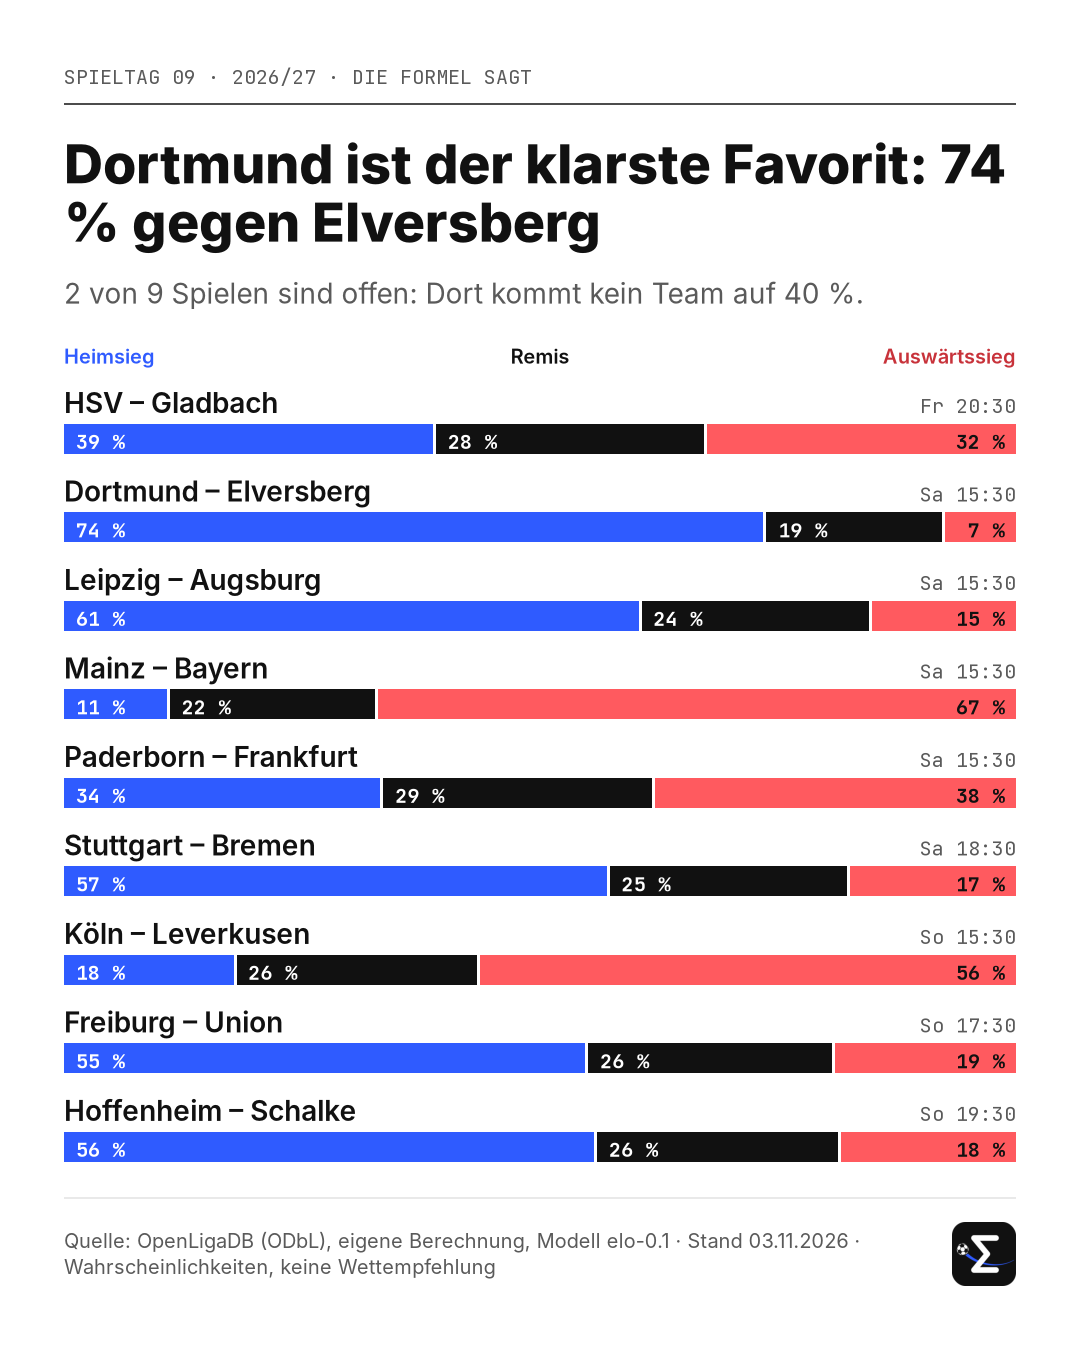 SPIELTAG 09 · 2026/27 · DIE FORMEL SAGT
Dortmund ist der klarste Favorit: 74
% gegen Elversberg
2 von 9 Spielen sind offen: Dort kommt kein Team auf 40 %.
Heimsieg Remis Auswärtssieg
HSV – Gladbach Fr 20:30
39 % 28 % 32 %
Dortmund – Elversberg Sa 15:30
74 % 19 % 7 %
Leipzig – Augsburg Sa 15:30
61 % 24 % 15 %
Mainz – Bayern Sa 15:30
11 % 22 % 67 %
Paderborn – Frankfurt Sa 15:30
34 % 29 % 38 %
Stuttgart – Bremen Sa 18:30
57 % 25 % 17 %
Köln – Leverkusen So 15:30
18 % 26 % 56 %
Freiburg – Union So 17:30
55 % 26 % 19 %
Hoffenheim – Schalke So 19:30
56 % 26 % 18 %
Quelle: OpenLigaDB (ODbL), eigene Berechnung, Modell elo-0.1 · Stand 03.11.2026 ·
Wahrscheinlichkeiten, keine Wettempfehlung
Σ